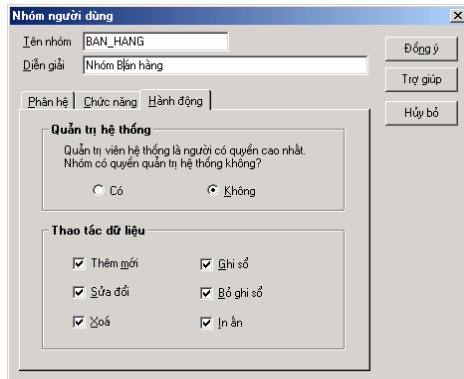 Nhóm người dùng
Tên nhóm BAN_HANG
Diễn giải Nhóm Bán hàng
Đồng ý
Trợ giúp
Hủy bỏ
Phân hệ Chức năng Hành động
Quản trị hệ thống
Quản trị viên hệ thống là người có quyền cao nhất.
Nhóm có quyền quản trị hệ thống không?
Có Không
Thao tác dữ liệu
Thêm mới Ghi sổ
Sửa đổi Bỏ ghi sổ
Xoá In ấn